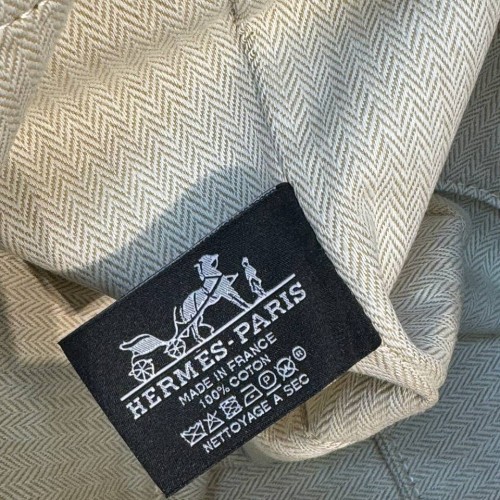 HERMES-PARIS
MADE IN FRANCE
100% COTON
P ®
NETTOYAGE A SEC